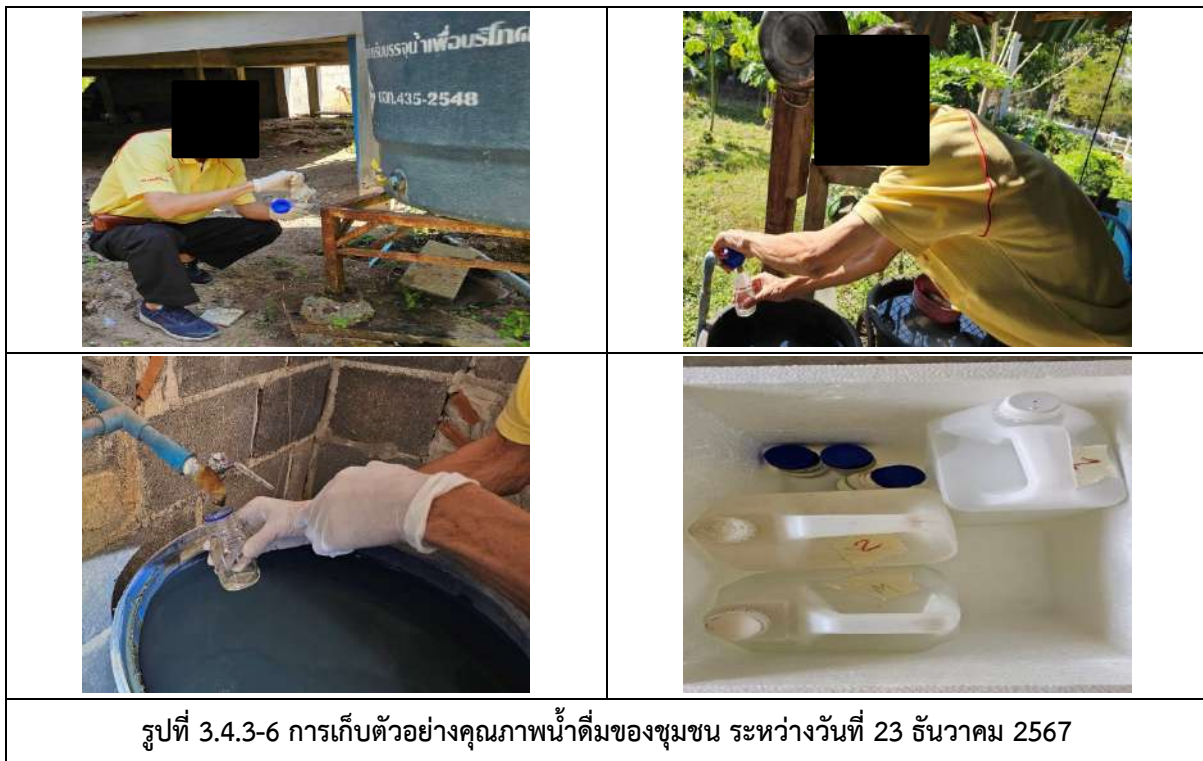 บรรจุน้ำเพื่อบริโภค
มอก.435-2548
2
รูปที่ 3.4.3-6 การเก็บตัวอย่างคุณภาพน้ำดื่มของชุมชน ระหว่างวันที่ 23 ธันวาคม 2567